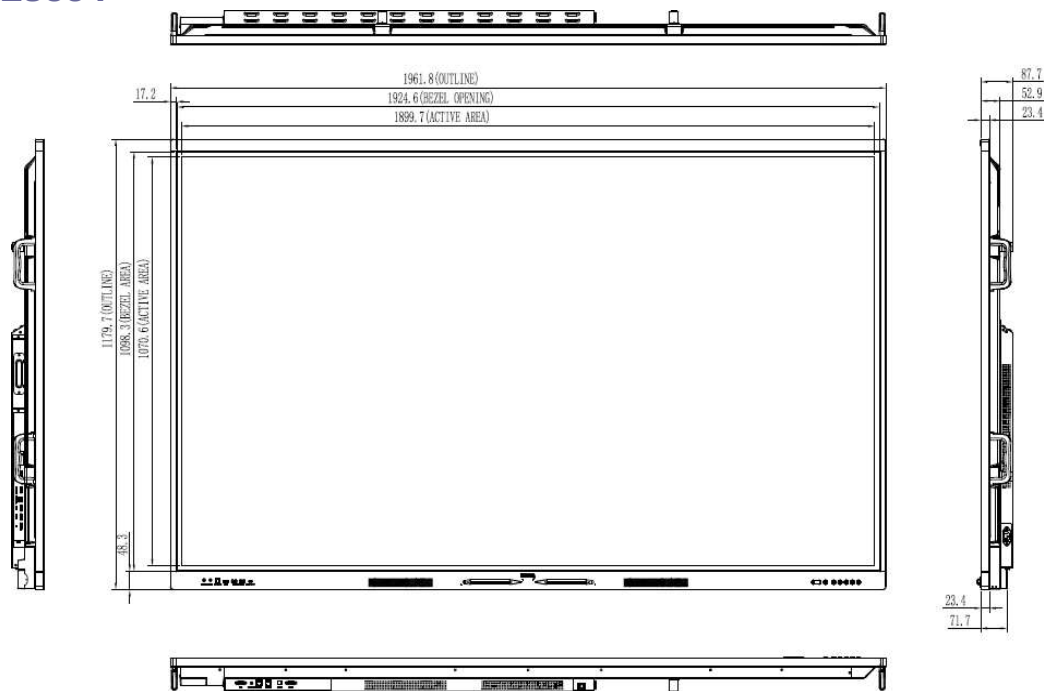 1961.8(OUTLINE)
17.2
1924.6(BEZEL OPENING)
1899.7(ACTIVE AREA)
87.7
52.9
23.4
1179.7(OUTLINE)
1098.3(BEZEL AREA)
1070.6(ACTIVE AREA)
48.3
23.4
71.7